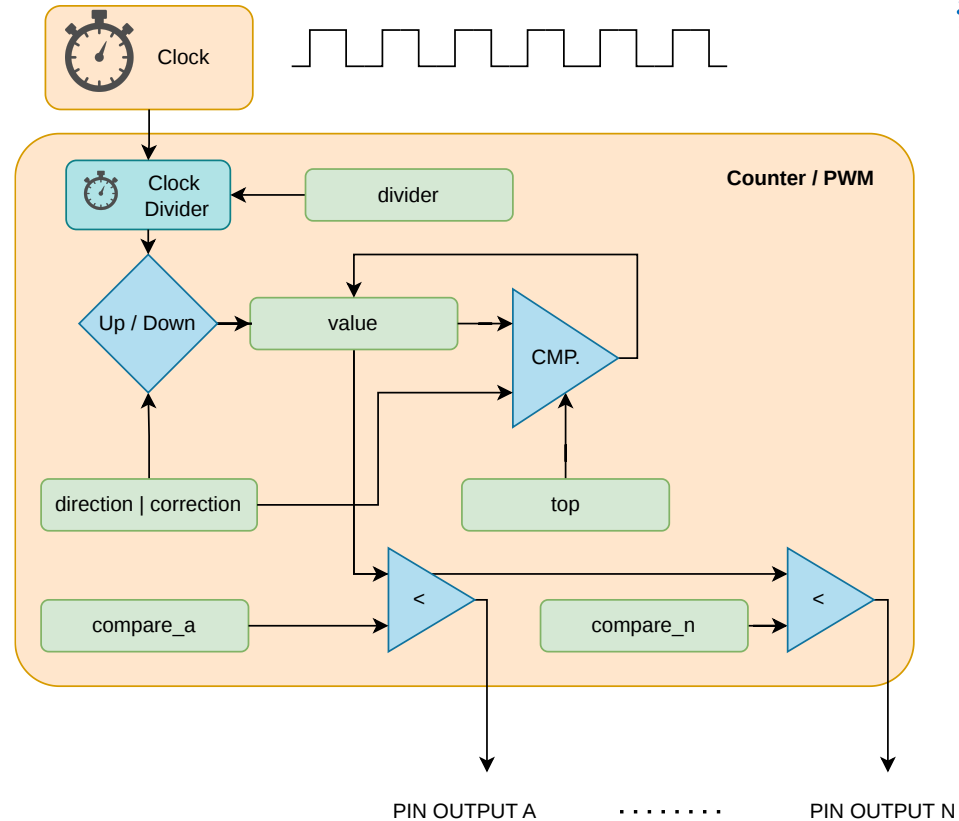 Clock
Counter / PWM
Clock
Divider
divider
Up / Down
value
CMP.
direction | correction
top
<
<
compare_a
compare_n
PIN OUTPUT A
........
PIN OUTPUT N